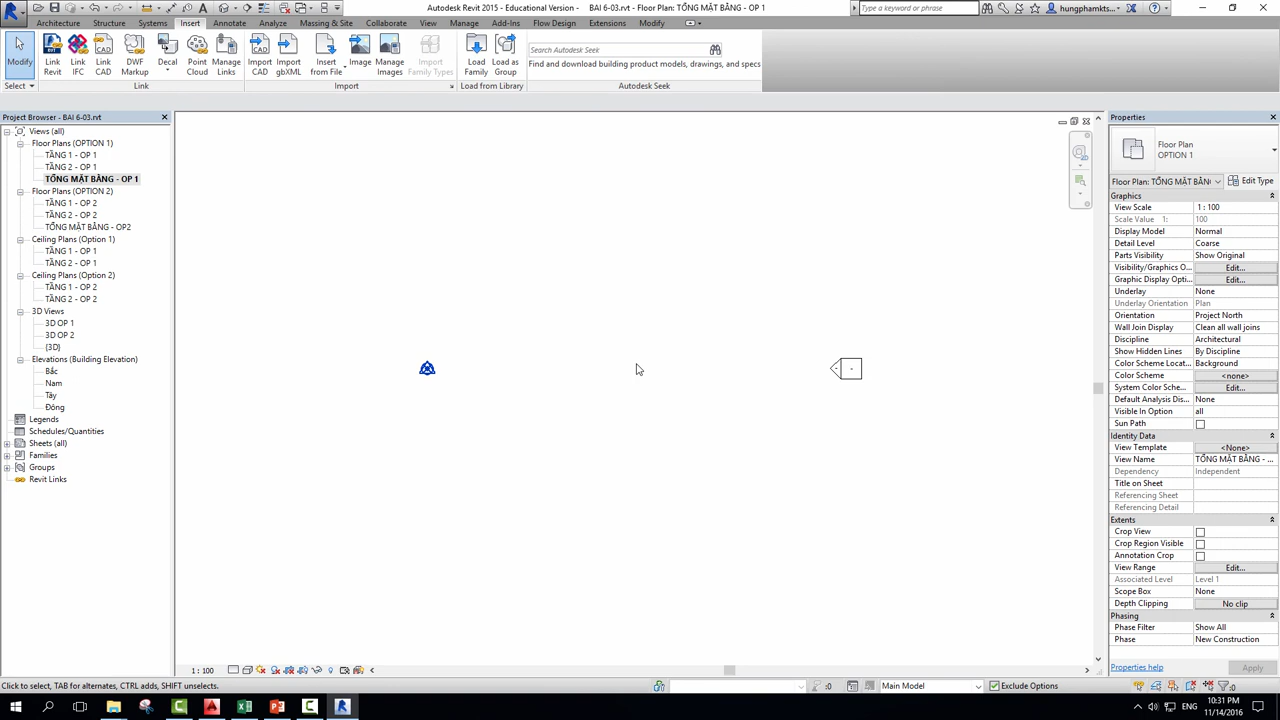 Autodesk Revit 2015 - Educational Version - BAI 6-03.rvt - Floor Plan: TỔNG MẶT BẰNG - OP 1
Type a keyword or phrase
hungphamkts...
Architecture Structure Systems Insert Annotate Analyze Massing & Site Collaborate View Manage Add-Ins Flow Design Extensions Modify
Modify
Link Revit
Link IFC
Link CAD
DWF Markup
Decal
Point Cloud
Manage Links
Import CAD
Import gbXML
Insert from File
Image
Manage Images
Import Family Types
Load Family
Load as Group
Search Autodesk Seek
Find and download building product models, drawings, and specs
Select Link Import Load from Library Autodesk Seek
Project Browser - BAI 6-03.rvt
Views (all)
Floor Plans (OPTION 1)
TẦNG 1 - OP 1
TẦNG 2 - OP 1
TỔNG MẶT BẰNG - OP 1
Floor Plans (OPTION 2)
TẦNG 1 - OP 2
TẦNG 2 - OP 2
TỔNG MẶT BẰNG - OP2
Ceiling Plans (Option 1)
TẦNG 1 - OP 1
TẦNG 2 - OP 1
Ceiling Plans (Option 2)
TẦNG 1 - OP 2
TẦNG 2 - OP 2
3D Views
3D OP 1
3D OP 2
{3D}
Elevations (Building Elevation)
Bắc
Nam
Tây
Đông
Legends
Schedules/Quantities
Sheets (all)
Families
Groups
Revit Links
Properties
Floor Plan
OPTION 1
Floor Plan: TỔNG MẶT BẰNG Edit Type
Graphics
View Scale 1 : 100
Scale Value 1: 100
Display Model Normal
Detail Level Coarse
Parts Visibility Show Original
Visibility/Graphics O... Edit...
Graphic Display Opti... Edit...
Underlay None
Underlay Orientation Plan
Orientation Project North
Wall Join Display Clean all wall joins
Discipline Architectural
Show Hidden Lines By Discipline
Color Scheme Locat... Background
Color Scheme <none>
System Color Sche... Edit...
Default Analysis Dis... None
Visible In Option all
Sun Path
Identity Data
View Template <None>
View Name TỔNG MẶT BẰNG - ...
Dependency Independent
Title on Sheet
Referencing Sheet
Referencing Detail
Extents
Crop View
Crop Region Visible
Annotation Crop
View Range Edit...
Associated Level Level 1
Scope Box None
Depth Clipping No clip
Phasing
Phase Filter Show All
Phase New Construction
Properties help Apply
1 : 100
Click to select, TAB for alternates, CTRL adds, SHIFT unselects.
:0
Main Model
Exclude Options
:0
ENG
10:31 PM
11/14/2016